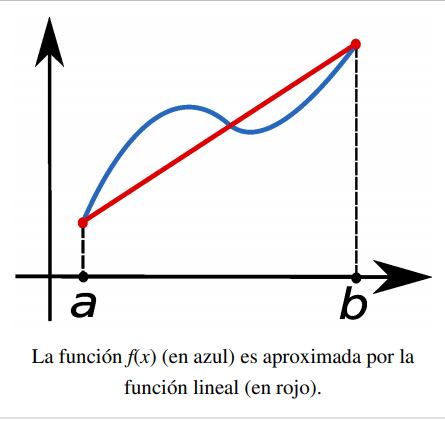 a b
La función f(x) (en azul) es aproximada por la
función lineal (en rojo).